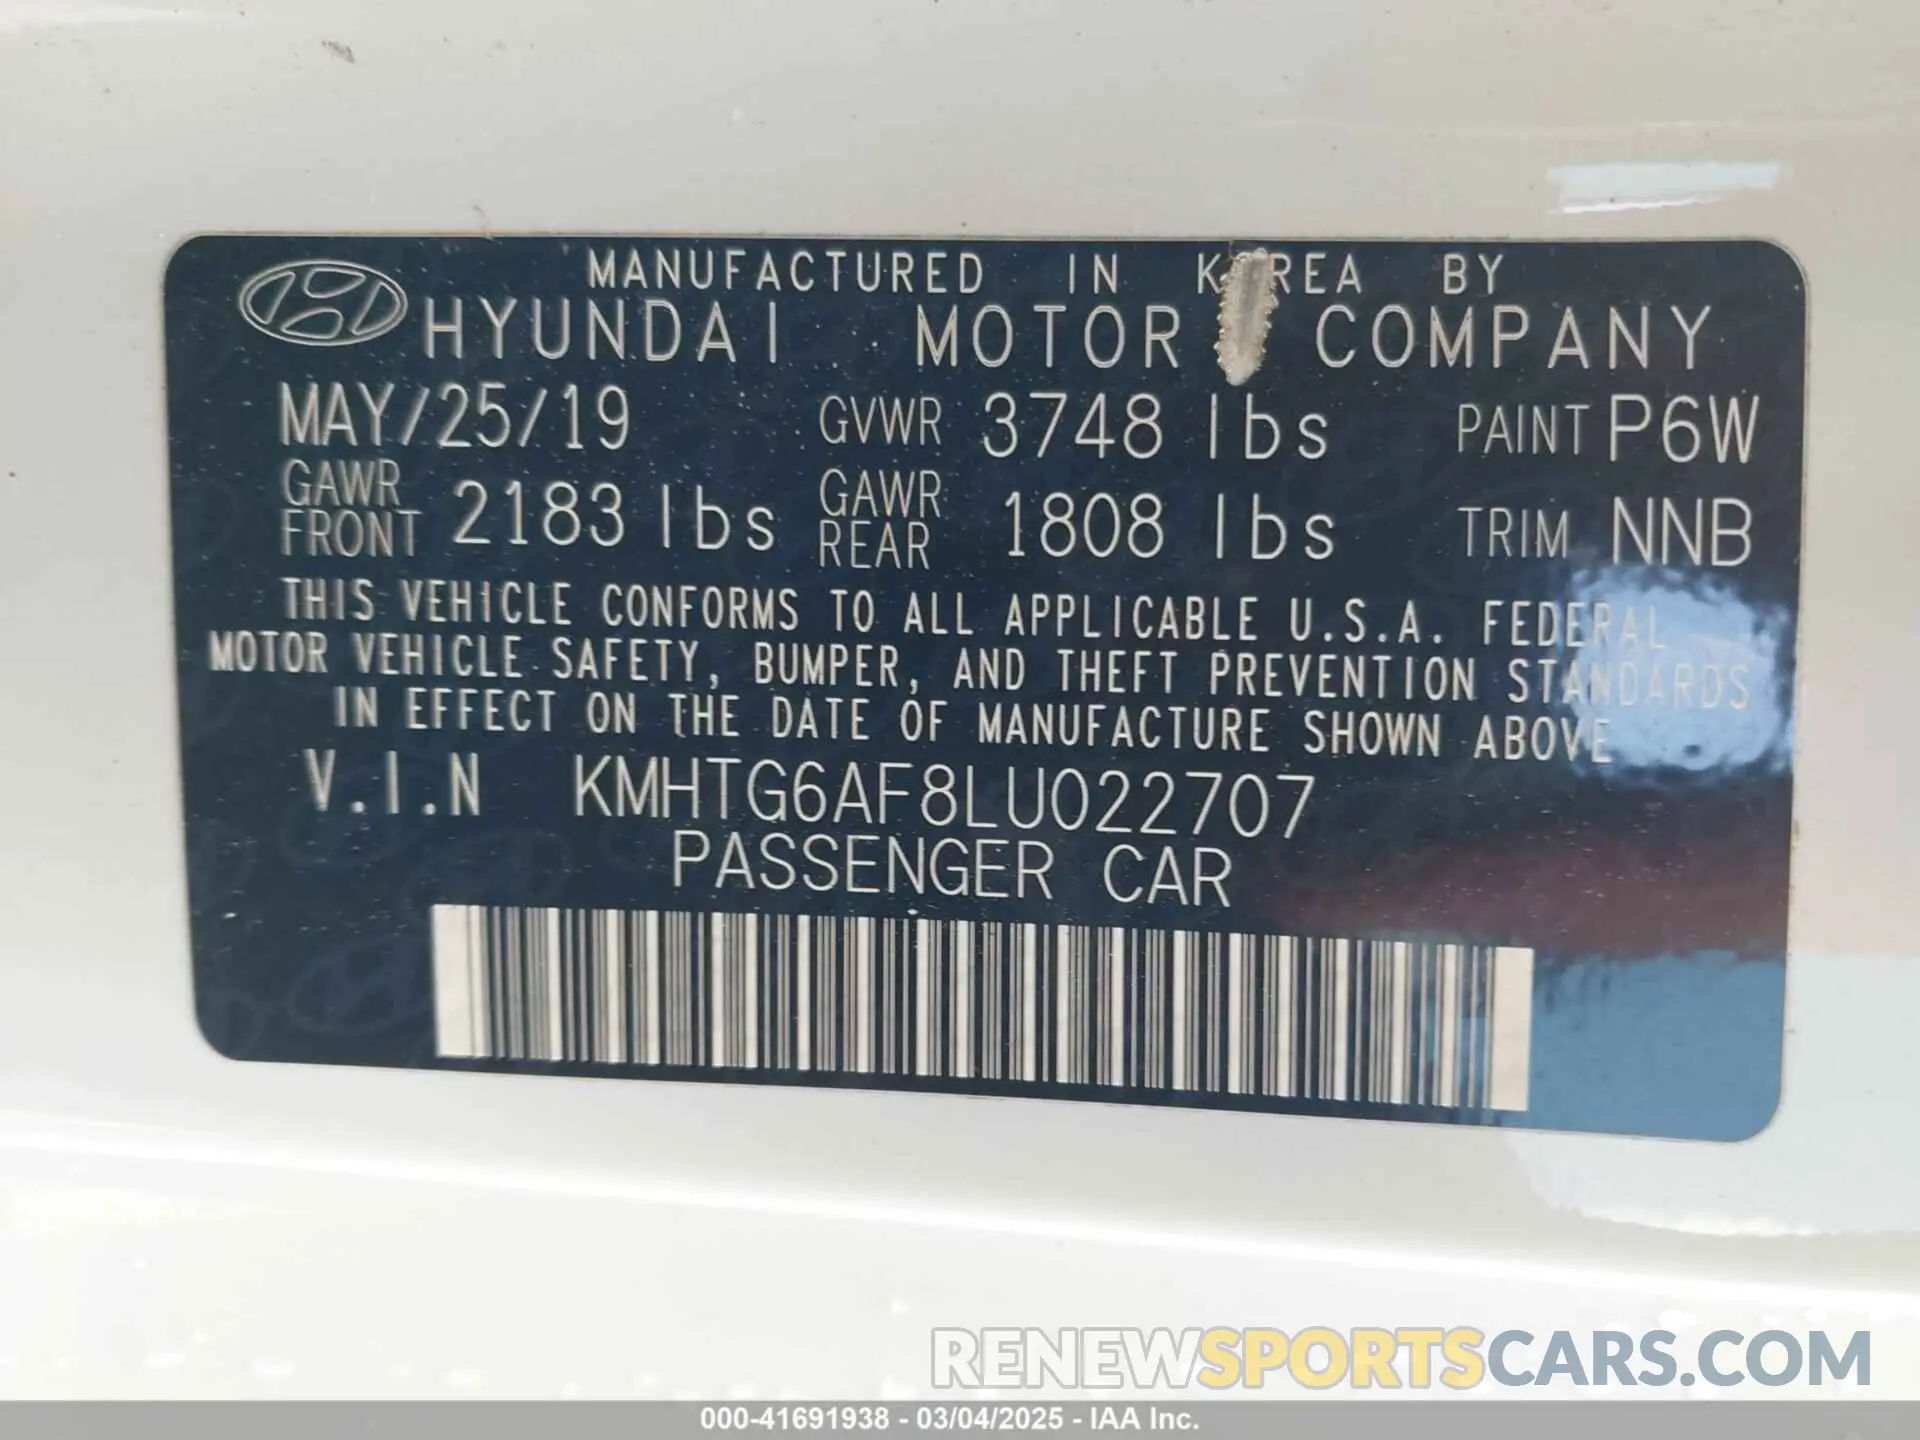 MANUFACTURED IN KOREA BY
HYUNDAI MOTOR COMPANY
MAY/25/19 GVWR 3748 lbs PAINT P6W
GAWR FRONT 2183 lbs GAWR REAR 1808 lbs TRIM NNB
THIS VEHICLE CONFORMS TO ALL APPLICABLE U.S.A. FEDERAL
MOTOR VEHICLE SAFETY, BUMPER, AND THEFT PREVENTION STANDARDS
IN EFFECT ON THE DATE OF MANUFACTURE SHOWN ABOVE
V.I.N KMHTG6AF8LU022707
PASSENGER CAR
RENEWSPORTSCARS.COM
000-41691938 - 03/04/2025 - IAA Inc.